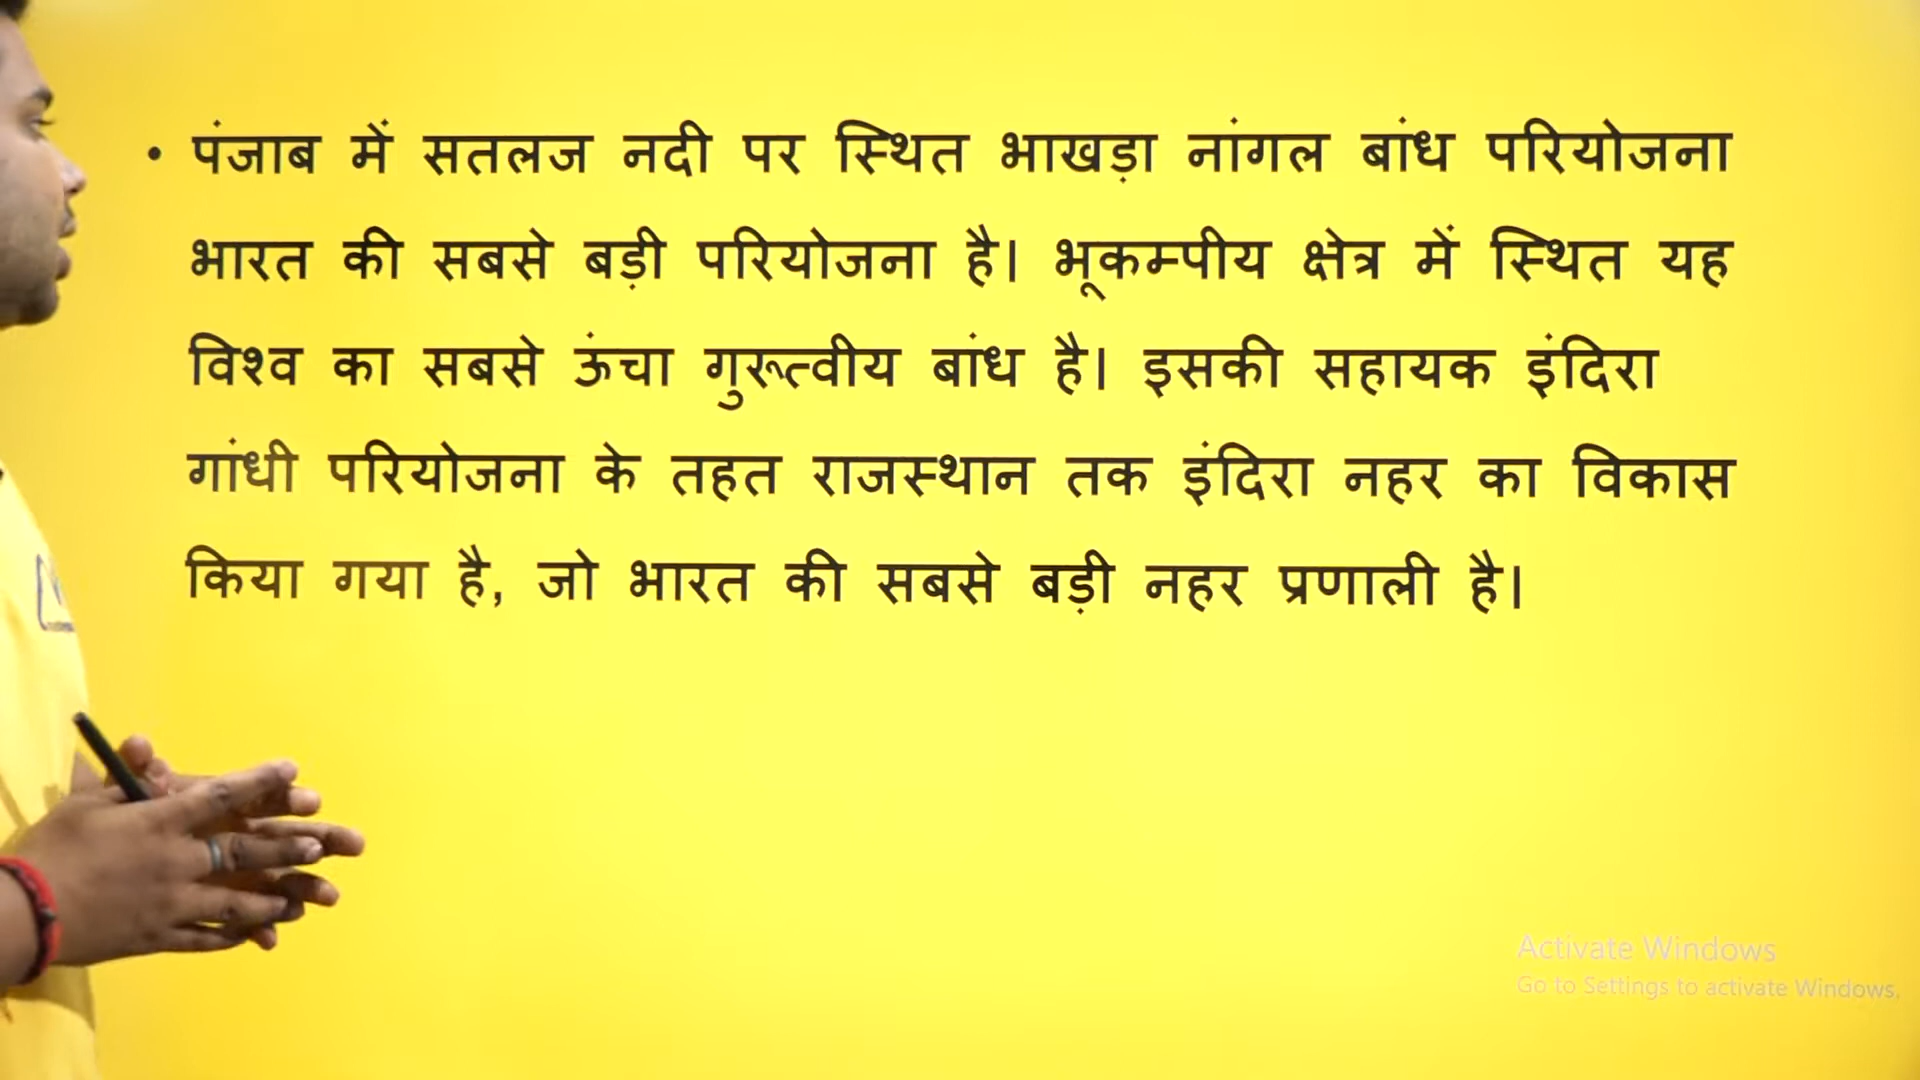 • पंजाब में सतलज नदी पर स्थित भाखड़ा नांगल बांध परियोजना
भारत की सबसे बड़ी परियोजना है। भूकम्पीय क्षेत्र में स्थित यह
विश्व का सबसे ऊंचा गुरूत्वीय बांध है। इसकी सहायक इंदिरा
गांधी परियोजना के तहत राजस्थान तक इंदिरा नहर का विकास
किया गया है, जो भारत की सबसे बड़ी नहर प्रणाली है।
Activate Windows
Go to Settings to activate Windows.